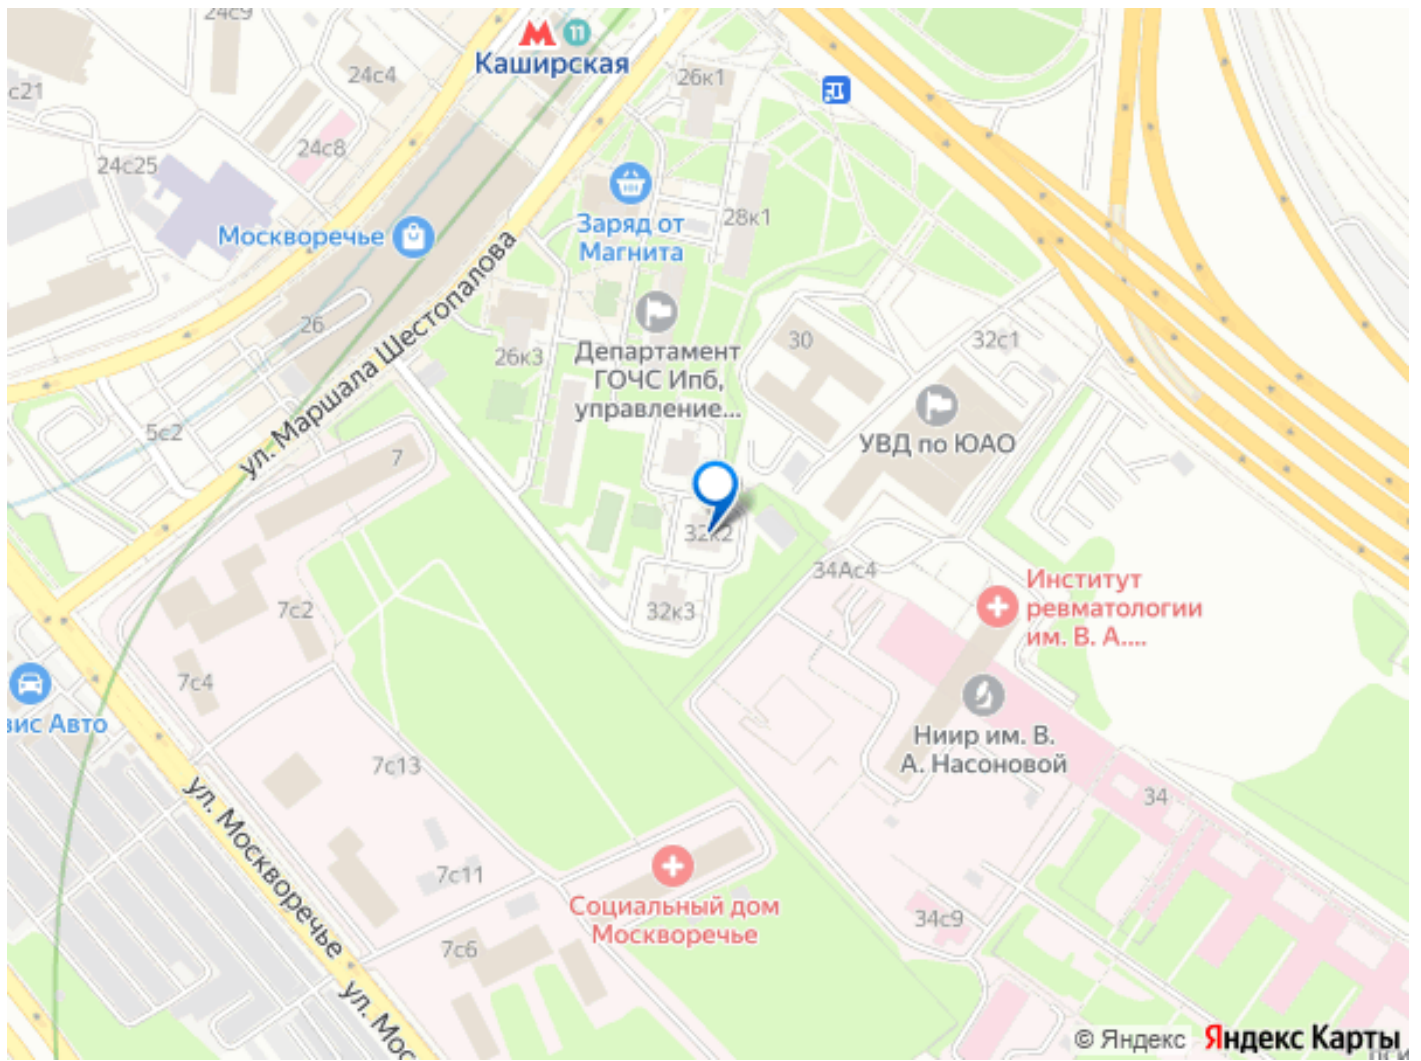 24с9
11
Каширская
24с4
26к1
с21
24с8
24с25
Заряд от
Магнита
28к1
Москворечье
ул. Маршала Шестопалова
26
26к3
Департамент
ГОЧС Ипб,
управление...
30
32с1
УВД по ЮАО
5с2
7
32к2
34Ас4
Институт
ревматологии
им. В. А....
7с2
32к3
7с4
вис Авто
Ниир им. В.
А. Насоновой
7с13
34
ул. Москворечье
7с11
Социальный дом
Москворечье
34с9
7с6
ул. Мос
© Яндекс Яндекс Карты